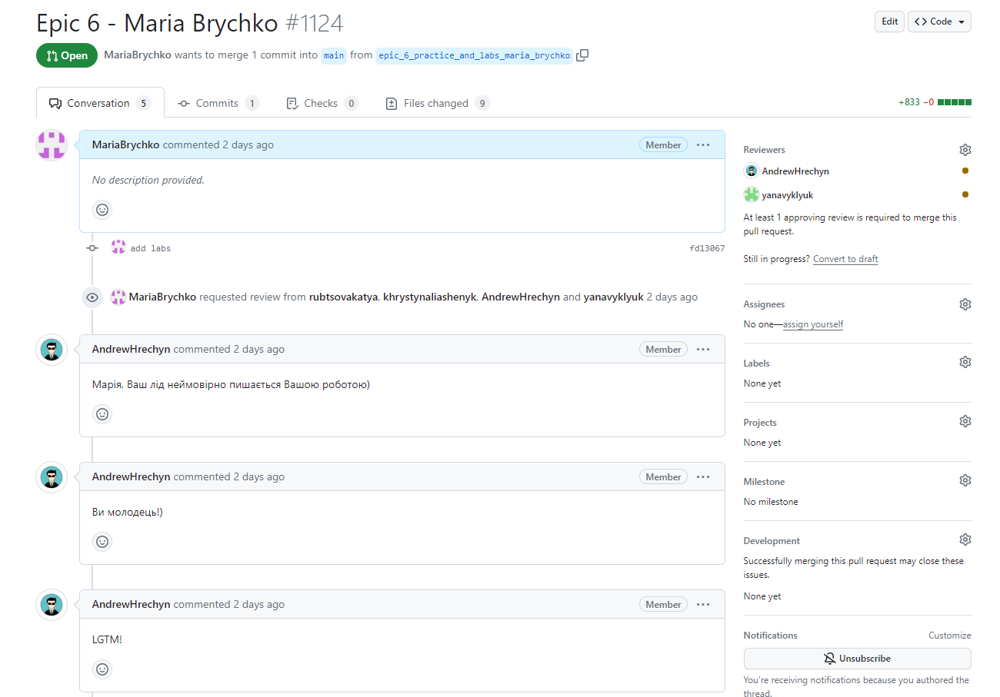 Epic 6 - Maria Brychko #1124
Edit
Code
Open
MariaBrychko wants to merge 1 commit into main from epic_6_practice_and_labs_maria_brychko
Conversation 5
Commits 1
Checks 0
Files changed 9
+833 −0
MariaBrychko commented 2 days ago
Member
No description provided.
add labs
fd13067
MariaBrychko requested review from rubtsovakatya, khrystynaliashenyk, AndrewHrechyn and yanavyklyuk 2 days ago
AndrewHrechyn commented 2 days ago
Member
Марія, Ваш лід неймовірно пишається Вашою роботою)
AndrewHrechyn commented 2 days ago
Member
Ви молодець!)
AndrewHrechyn commented 2 days ago
Member
LGTM!
Reviewers
AndrewHrechyn
yanavyklyuk
At least 1 approving review is required to merge this
pull request.
Still in progress? Convert to draft
Assignees
No one—assign yourself
Labels
None yet
Projects
None yet
Milestone
No milestone
Development
Successfully merging this pull request may close these
issues.
None yet
Notifications
Customize
Unsubscribe
You're receiving notifications because you authored the
thread.